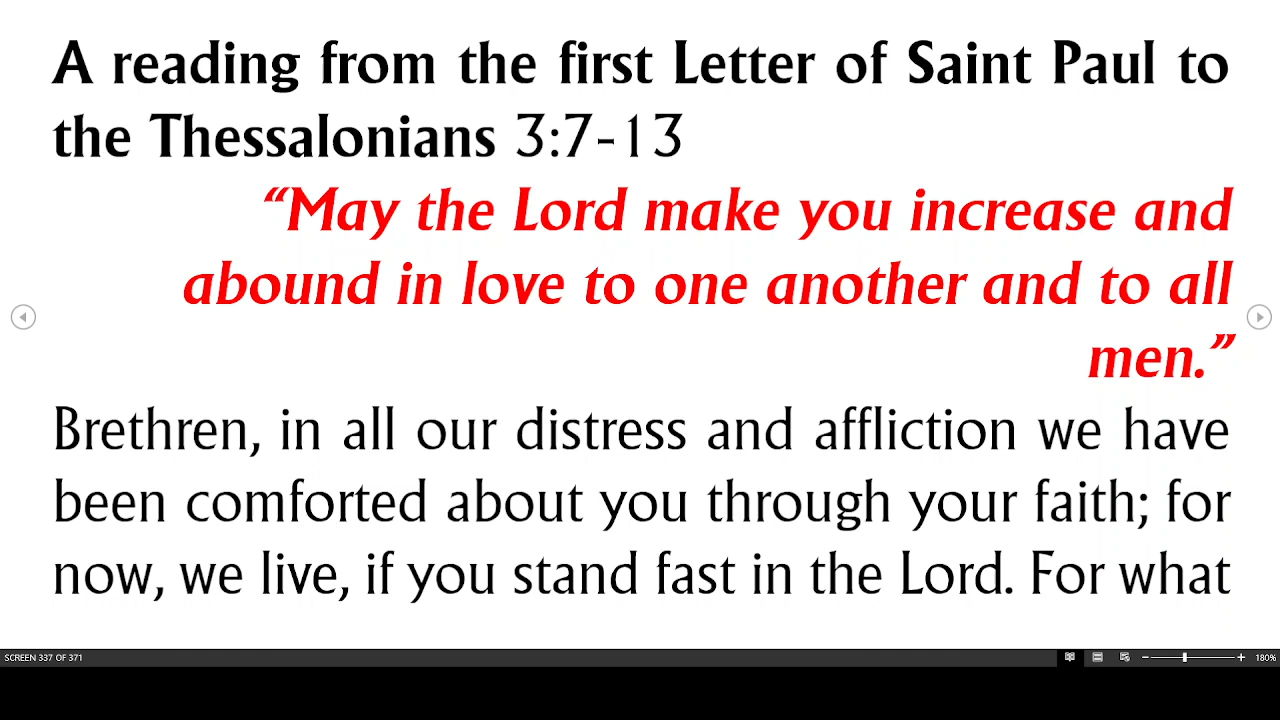 A reading from the first Letter of Saint Paul to
the Thessalonians 3:7-13
“May the Lord make you increase and
abound in love to one another and to all
men.”
Brethren, in all our distress and affliction we have
been comforted about you through your faith; for
now, we live, if you stand fast in the Lord. For what
SCREEN 337 OF 371
180%